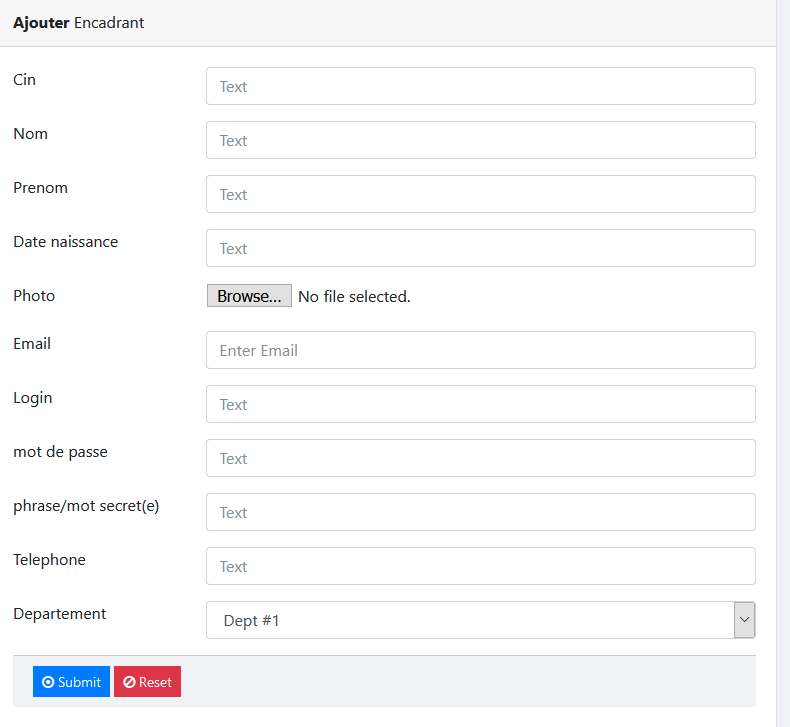 Ajouter Encadrant
Cin Text
Nom Text
Prenom Text
Date naissance Text
Photo Browse... No file selected.
Email Enter Email
Login Text
mot de passe Text
phrase/mot secret(e) Text
Telephone Text
Departement Dept #1
Submit Reset